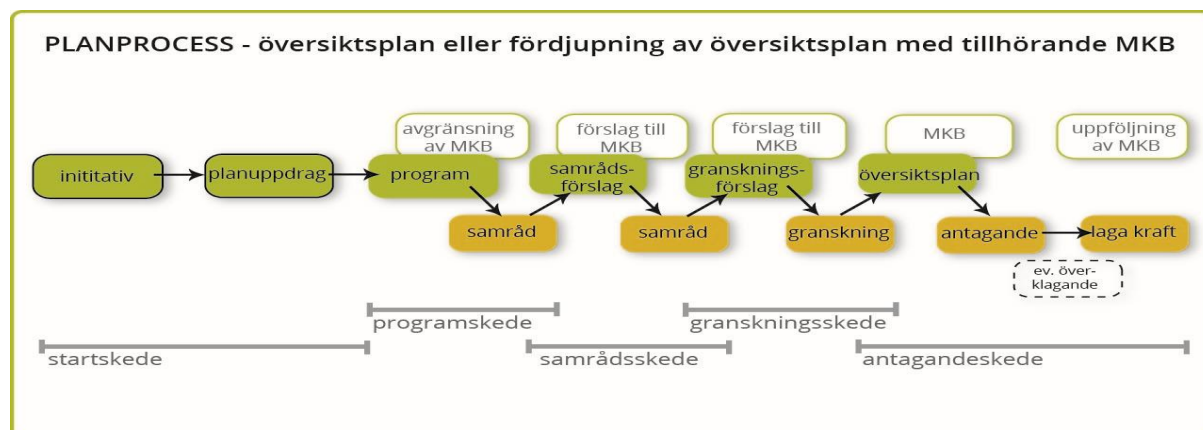 PLANPROCESS - översiktsplan eller fördjupning av översiktsplan med tillhörande MKB
avgränsning
av MKB
förslag till
MKB
förslag till
MKB
MKB
uppföljning
av MKB
inititativ
planuppdrag
program
samråds-
förslag
gransknings-
förslag
översiktsplan
samråd
samråd
granskning
antagande
laga kraft
ev. över-
klagande
programskede
granskningsskede
startskede
samrådsskede
antagandeskede